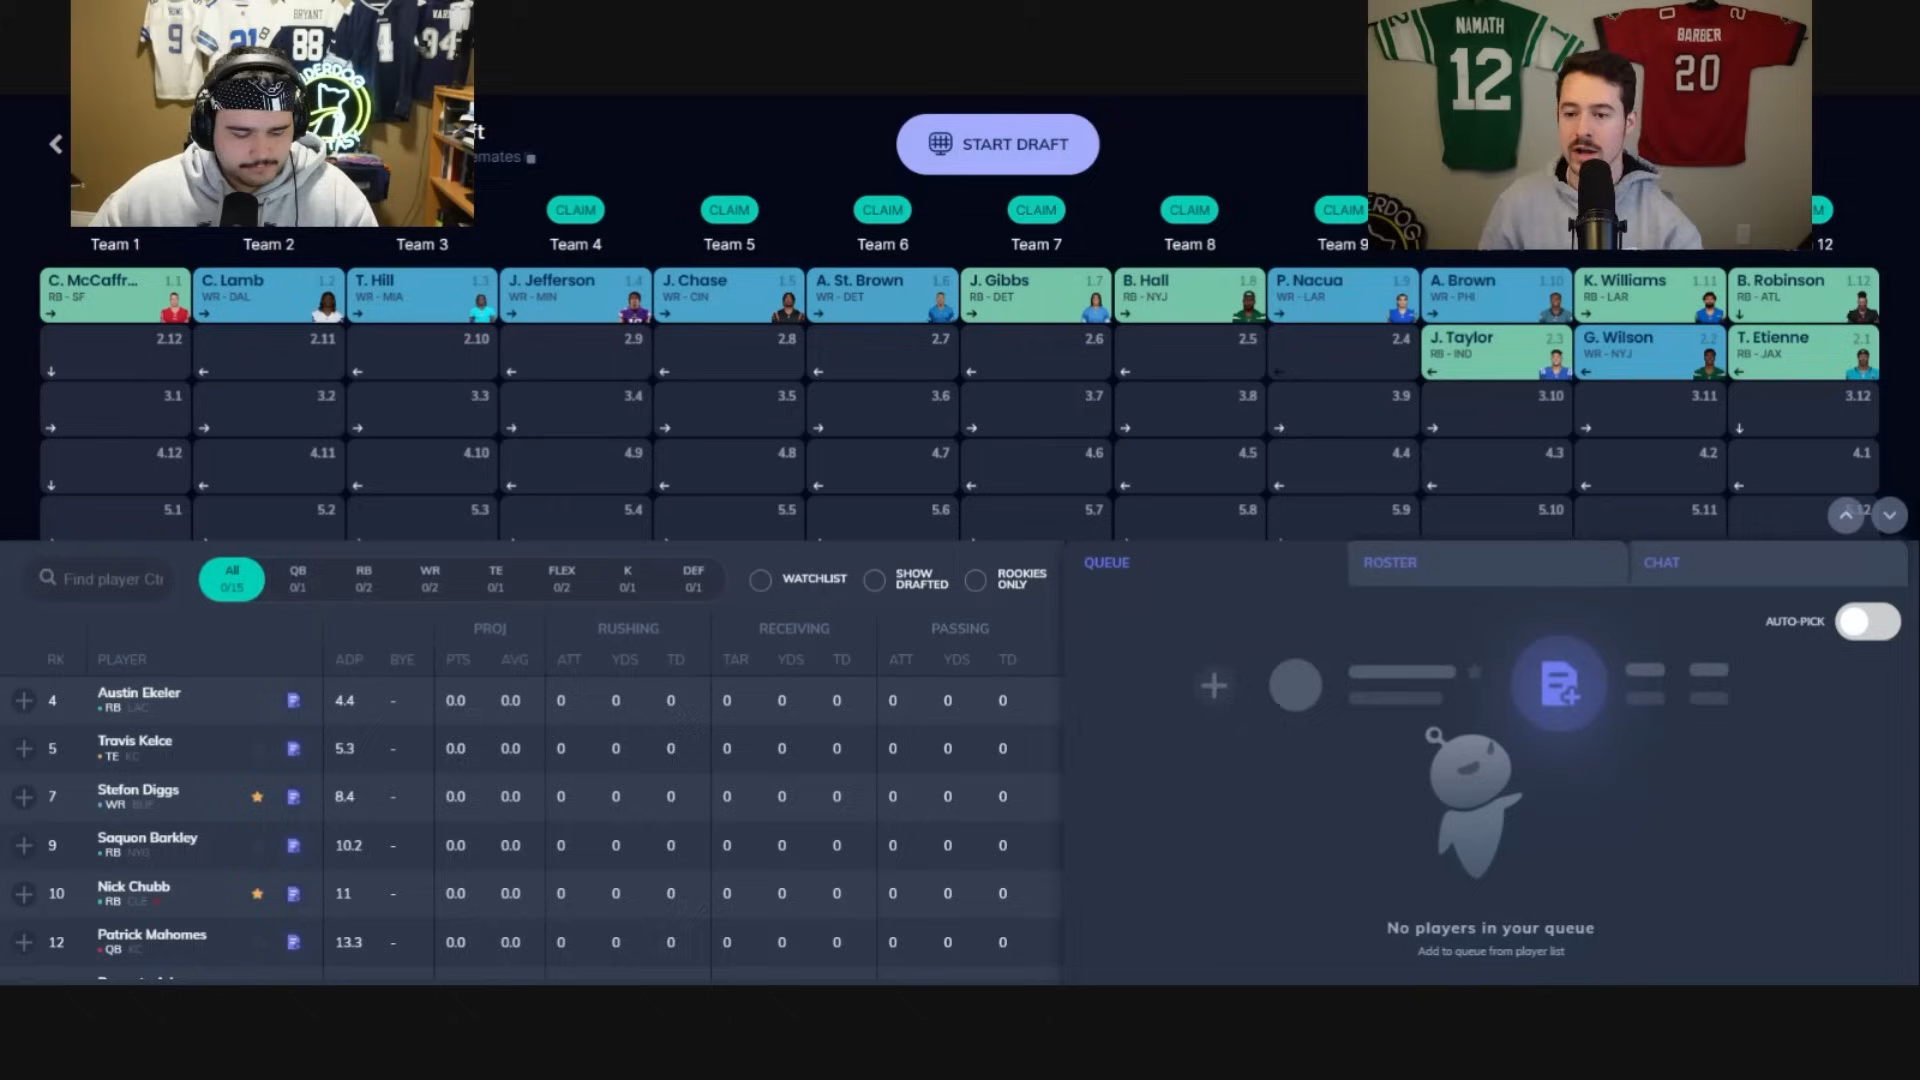 BRYANT
WAR
9
21
8
88
4
94
NAMATH
12
BARBER
20
START DRAFT
CLAIM CLAIM CLAIM CLAIM CLAIM CLAIM
Team 1 Team 2 Team 3 Team 4 Team 5 Team 6 Team 7 Team 8 Team 9 12
C. McCaffr... 1.1 C. Lamb 1.2 T. Hill 1.3 J. Jefferson 1.4 J. Chase 1.5 A. St. Brown 1.6 J. Gibbs 1.7 B. Hall 1.8 P. Nacua 1.9 A. Brown 1.10 K. Williams 1.11 B. Robinson 1.12
RB - SF WR - DAL WR - MIA WR - MIN WR - CIN WR - DET RB - DET RB - NYJ WR - LAR WR - PHI RB - LAR RB - ATL
2.12 2.11 2.10 2.9 2.8 2.7 2.6 2.5 2.4 J. Taylor 2.3 G. Wilson 2.2 T. Etienne 2.1
RB - IND WR - NYJ RB - JAX
3.1 3.2 3.3 3.4 3.5 3.6 3.7 3.8 3.9 3.10 3.11 3.12
4.12 4.11 4.10 4.9 4.8 4.7 4.6 4.5 4.4 4.3 4.2 4.1
5.1 5.2 5.3 5.4 5.5 5.6 5.7 5.8 5.9 5.10 5.11 5.12
Find player
All QB RB WR TE FLEX K DEF
0/15 0/1 0/2 0/2 0/1 0/2 0/1 0/1
WATCHLIST
SHOW
DRAFTED
ROOKIES
ONLY
QUEUE ROSTER CHAT
AUTO-PICK
PROJ RUSHING RECEIVING PASSING
RK PLAYER ADP BYE PTS AVG ATT YDS TD TAR YDS TD ATT YDS TD
4 Austin Ekeler 4.4 - 0.0 0.0 0 0 0 0 0 0 0 0 0
RB LAC
5 Travis Kelce 5.3 - 0.0 0.0 0 0 0 0 0 0 0 0 0
TE KC
7 Stefon Diggs 8.4 - 0.0 0.0 0 0 0 0 0 0 0 0 0
WR BUF
9 Saquon Barkley 10.2 - 0.0 0.0 0 0 0 0 0 0 0 0 0
RB NYG
10 Nick Chubb 11 - 0.0 0.0 0 0 0 0 0 0 0 0 0
RB CLE
12 Patrick Mahomes 13.3 - 0.0 0.0 0 0 0 0 0 0 0 0 0
QB KC
No players in your queue
Add to queue from player list